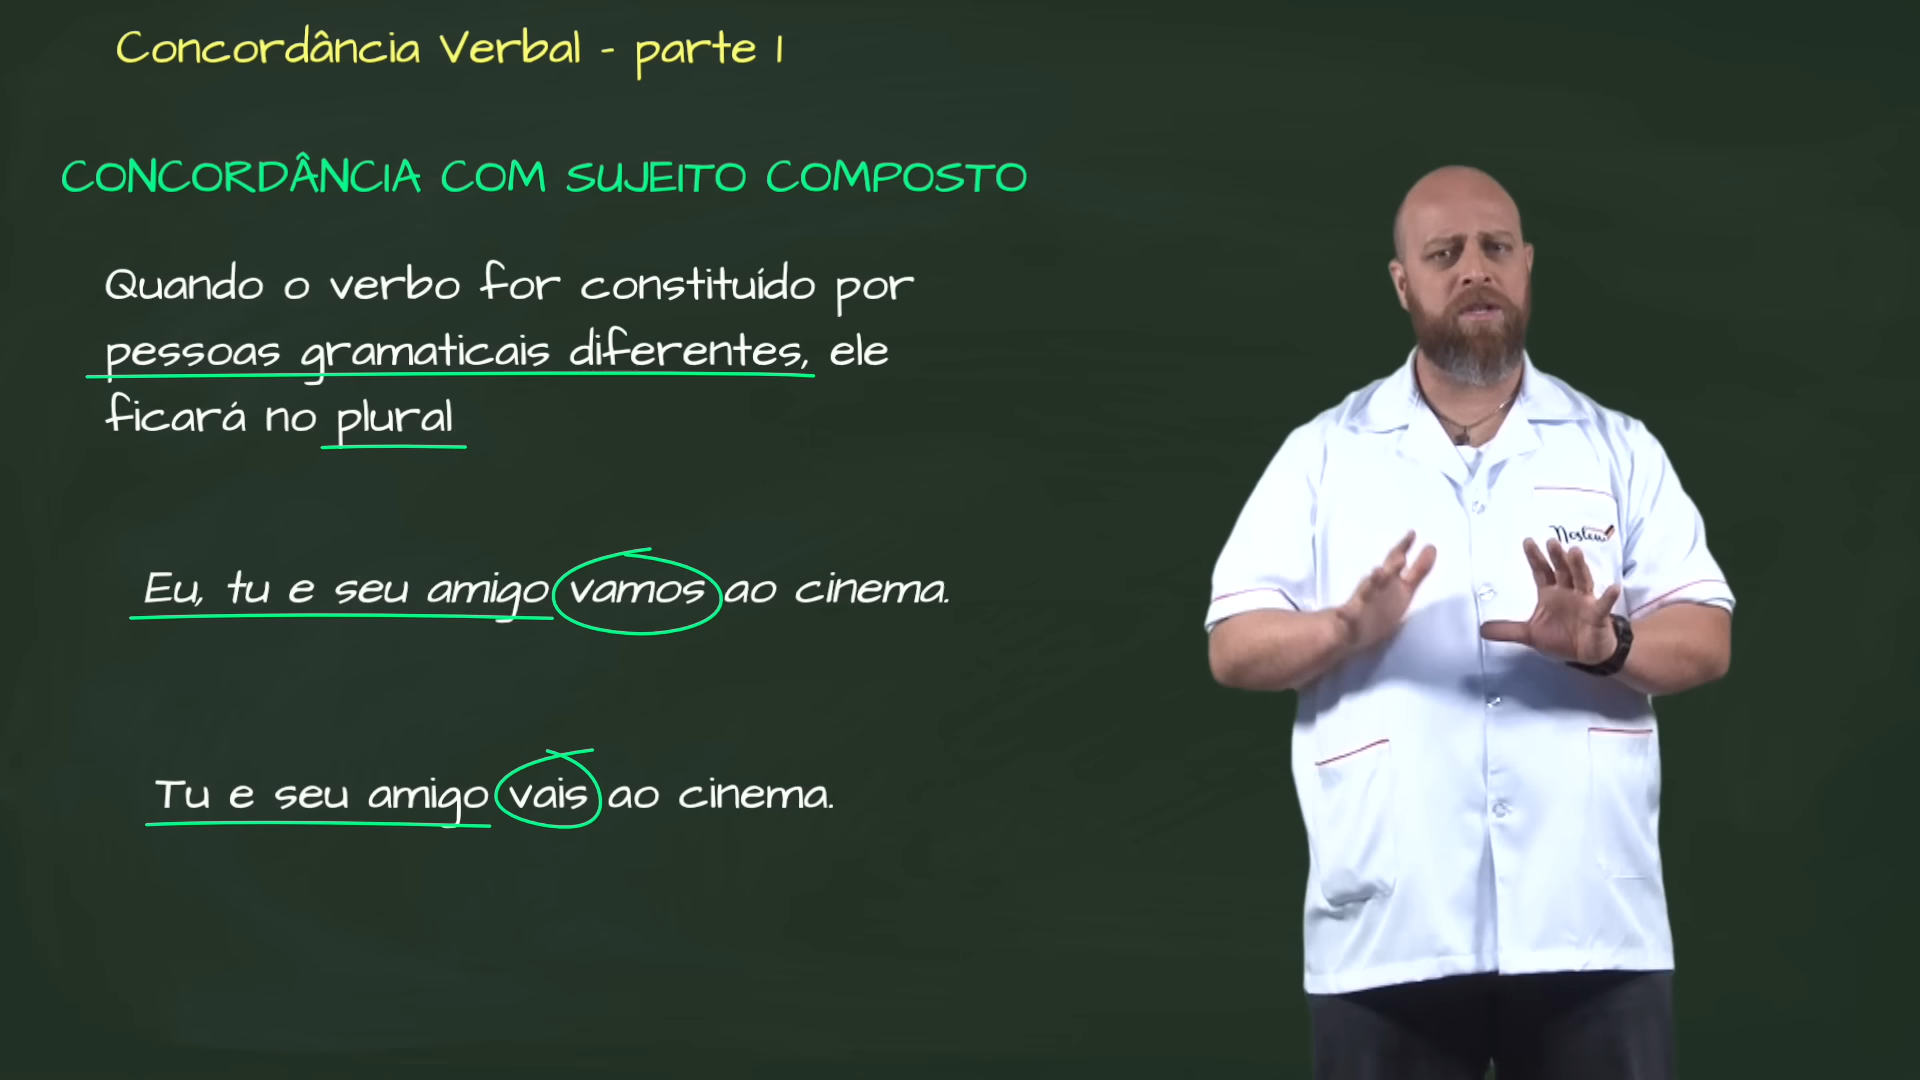 Concordância Verbal - parte 1
CONCORDÂNCIA COM SUJEITO COMPOSTO
Quando o verbo for constituído por
pessoas gramaticais diferentes, ele
ficará no plural
Eu, tu e seu amigo vamos ao cinema.
Tu e seu amigo vais ao cinema.
Noslen